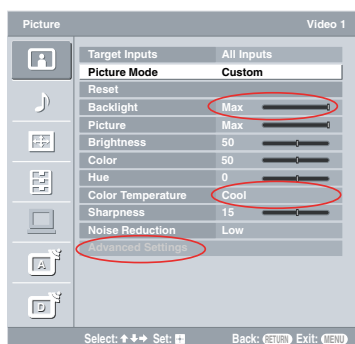 Picture Video 1
Target Inputs All Inputs
Picture Mode Custom
Reset
Backlight Max
Picture Max
Brightness 50
Color 50
Hue 0
Color Temperature Cool
Sharpness 15
Noise Reduction Low
Advanced Settings
A
D
Select: ↑↓→ Set: + Back: RETURN Exit: MENU